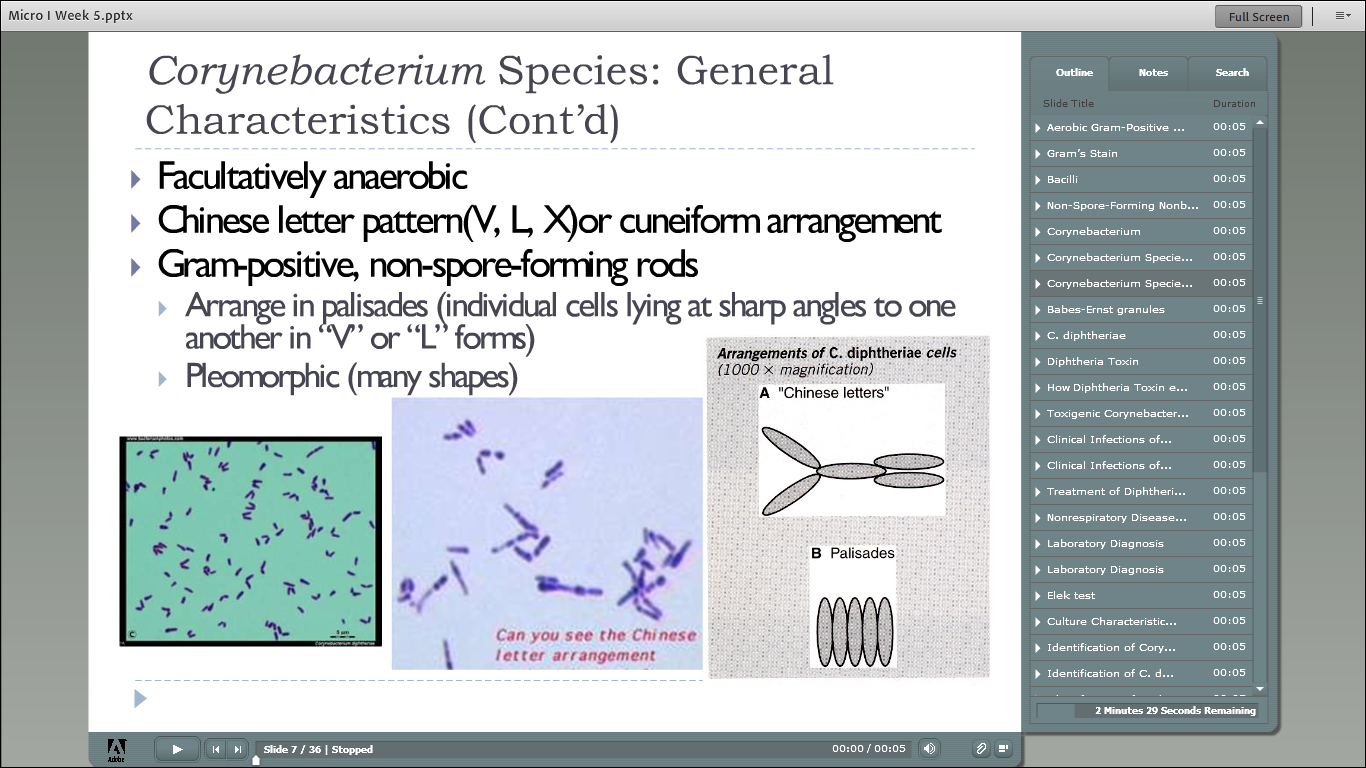 Micro I Week 5.pptx
Full Screen
Corynebacterium Species: General
Characteristics (Cont'd)
Facultatively anaerobic
Chinese letter pattern(V, L, X)or cuneiform arrangement
Gram-positive, non-spore-forming rods
Arrange in palisades (individual cells lying at sharp angles to one
another in “V” or “L” forms)
Pleomorphic (many shapes)
www.bacteriainphotos.com
C
5 µm
Corynebacterium diphtheriae
Can you see the Chinese
letter arrangement
Arrangements of C. diphtheriae cells
(1000 × magnification)
A "Chinese letters"
B Palisades
Outline Notes Search
Slide Title Duration
Aerobic Gram-Positive ... 00:05
Gram's Stain 00:05
Bacilli 00:05
Non-Spore-Forming Nonb... 00:05
Corynebacterium 00:05
Corynebacterium Specie... 00:05
Corynebacterium Specie... 00:05
Babes-Ernst granules 00:05
C. diphtheriae 00:05
Diphtheria Toxin 00:05
How Diphtheria Toxin e... 00:05
Toxigenic Corynebacter... 00:05
Clinical Infections of... 00:05
Clinical Infections of... 00:05
Treatment of Diphtheri... 00:05
Nonrespiratory Disease... 00:05
Laboratory Diagnosis 00:05
Laboratory Diagnosis 00:05
Elek test 00:05
Culture Characteristic... 00:05
Identification of Cory... 00:05
Identification of C. d... 00:05
2 Minutes 29 Seconds Remaining
Adobe
Slide 7 / 36 | Stopped
00:00 / 00:05